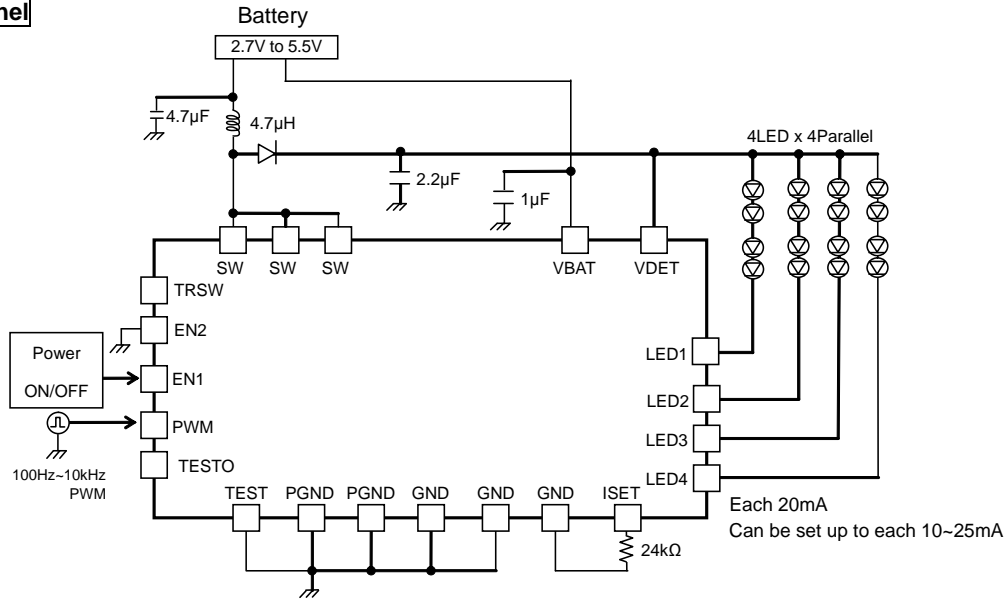 Battery
2.7V to 5.5V
4.7µF
4.7µH
4LED x 4Parallel
2.2µF
1µF
SW
SW
SW
VBAT
VDET
TRSW
EN2
Power
ON/OFF
EN1
PWM
100Hz~10kHz
PWM
TESTO
LED1
LED2
LED3
LED4
TEST
PGND
PGND
GND
GND
GND
ISET
Each 20mA
Can be set up to each 10~25mA
24kΩ